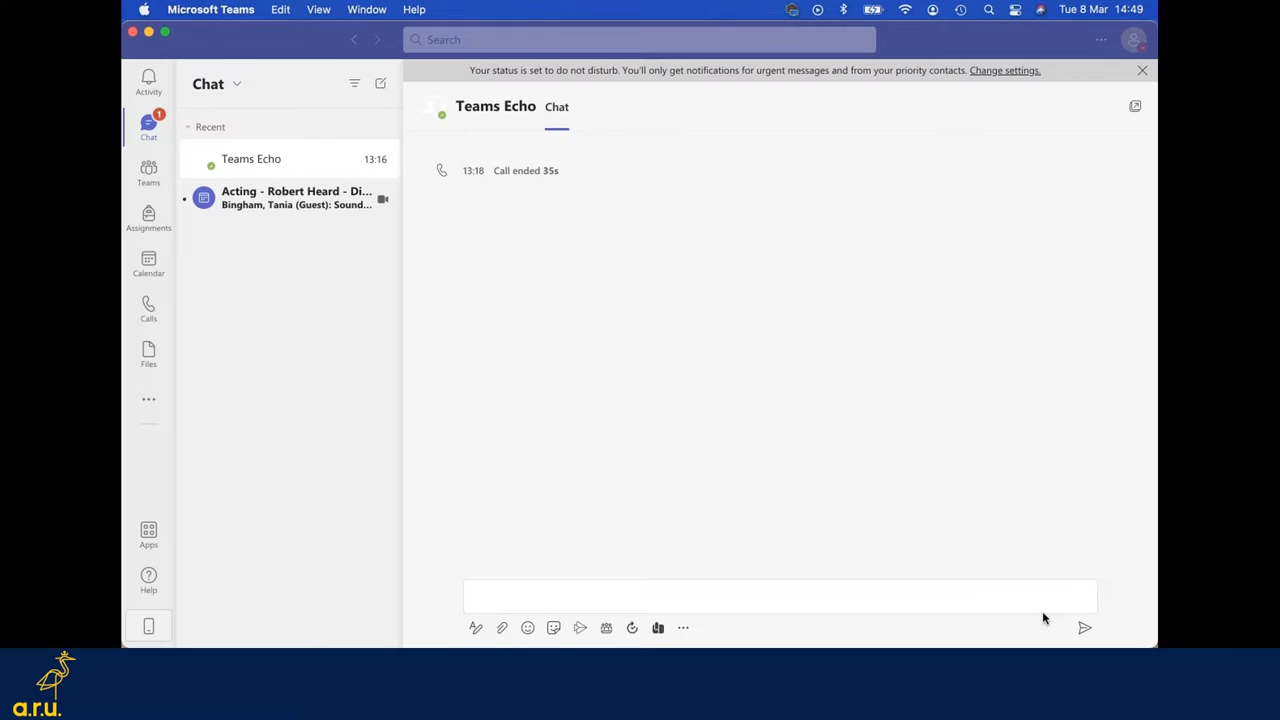 Microsoft Teams Edit View Window Help Tue 8 Mar 14:49
Search
Your status is set to do not disturb. You'll only get notifications for urgent messages and from your priority contacts. Change settings.
Activity
1
Chat
Teams
Assignments
Calendar
Calls
Files
Apps
Help
Chat
Recent
Teams Echo 13:16
Acting - Robert Heard - Di...
Bingham, Tania (Guest): Sound...
Teams Echo Chat
13:18 Call ended 35s
a.r.u.